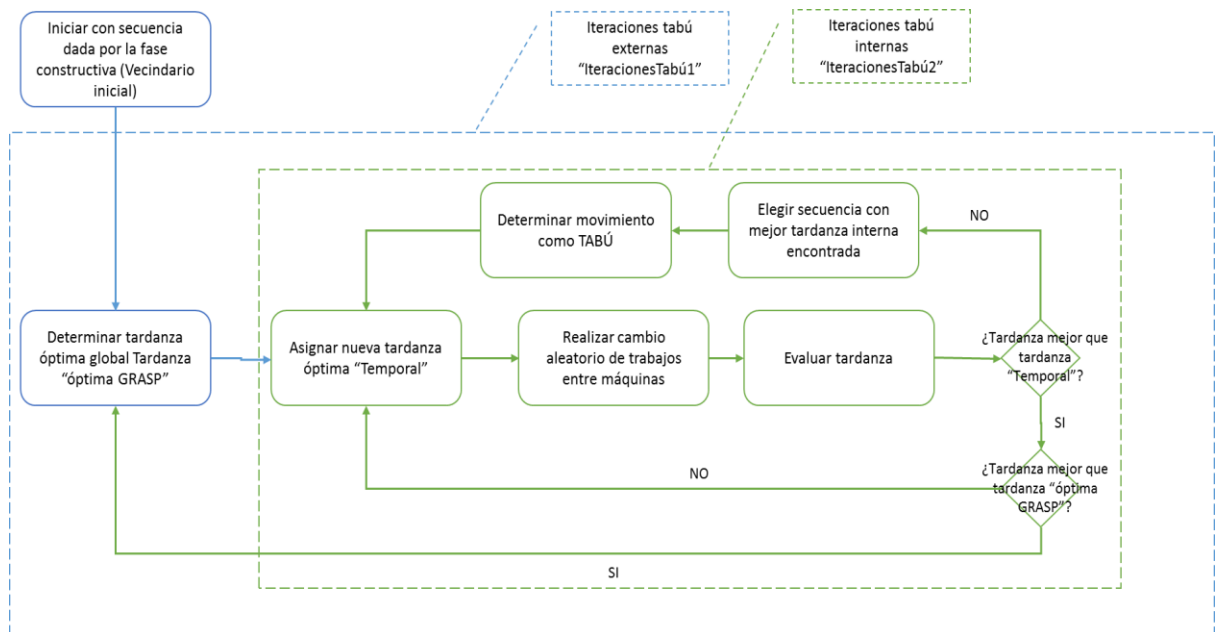 Iniciar con secuencia
dada por la fase
constructiva (Vecindario
inicial)
Iteraciones tabú
externas
“IteracionesTabú1”
Iteraciones tabú
internas
“IteracionesTabú2”
Determinar movimiento
como TABÚ
Elegir secuencia con
mejor tardanza interna
encontrada
NO
Determinar tardanza
óptima global Tardanza
“óptima GRASP”
Asignar nueva tardanza
óptima “Temporal”
Realizar cambio
aleatorio de trabajos
entre máquinas
Evaluar tardanza
¿Tardanza mejor que
tardanza
“Temporal”?
SI
¿Tardanza mejor que
tardanza “óptima
GRASP”?
NO
SI